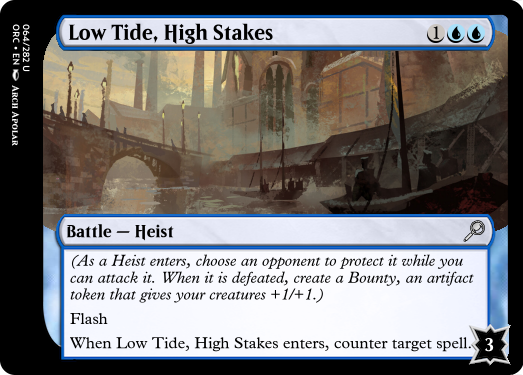 Low Tide, High Stakes 1
064/282 U
ORC • EN ARCH APOLAR
Battle — Heist
(As a Heist enters, choose an opponent to protect it while you
can attack it. When it is defeated, create a Bounty, an artifact
token that gives your creatures +1/+1.)
Flash
When Low Tide, High Stakes enters, counter target spell.
3